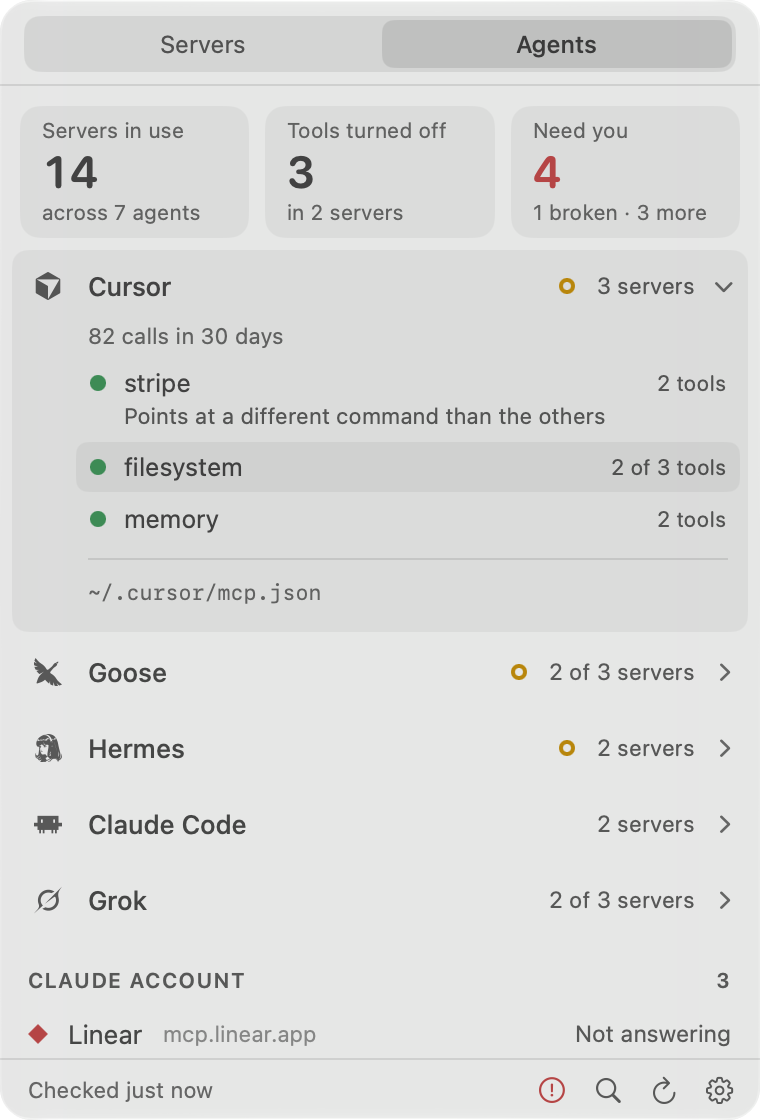 Servers
Agents
Servers in use
14
across 7 agents
Tools turned off
3
in 2 servers
Need you
4
1 broken · 3 more
Cursor 3 servers
82 calls in 30 days
stripe 2 tools
Points at a different command than the others
filesystem 2 of 3 tools
memory 2 tools
~/.cursor/mcp.json
Goose 2 of 3 servers
Hermes 2 servers
Claude Code 2 servers
Grok 2 of 3 servers
CLAUDE ACCOUNT 3
Linear mcp.linear.app Not answering
Checked just now